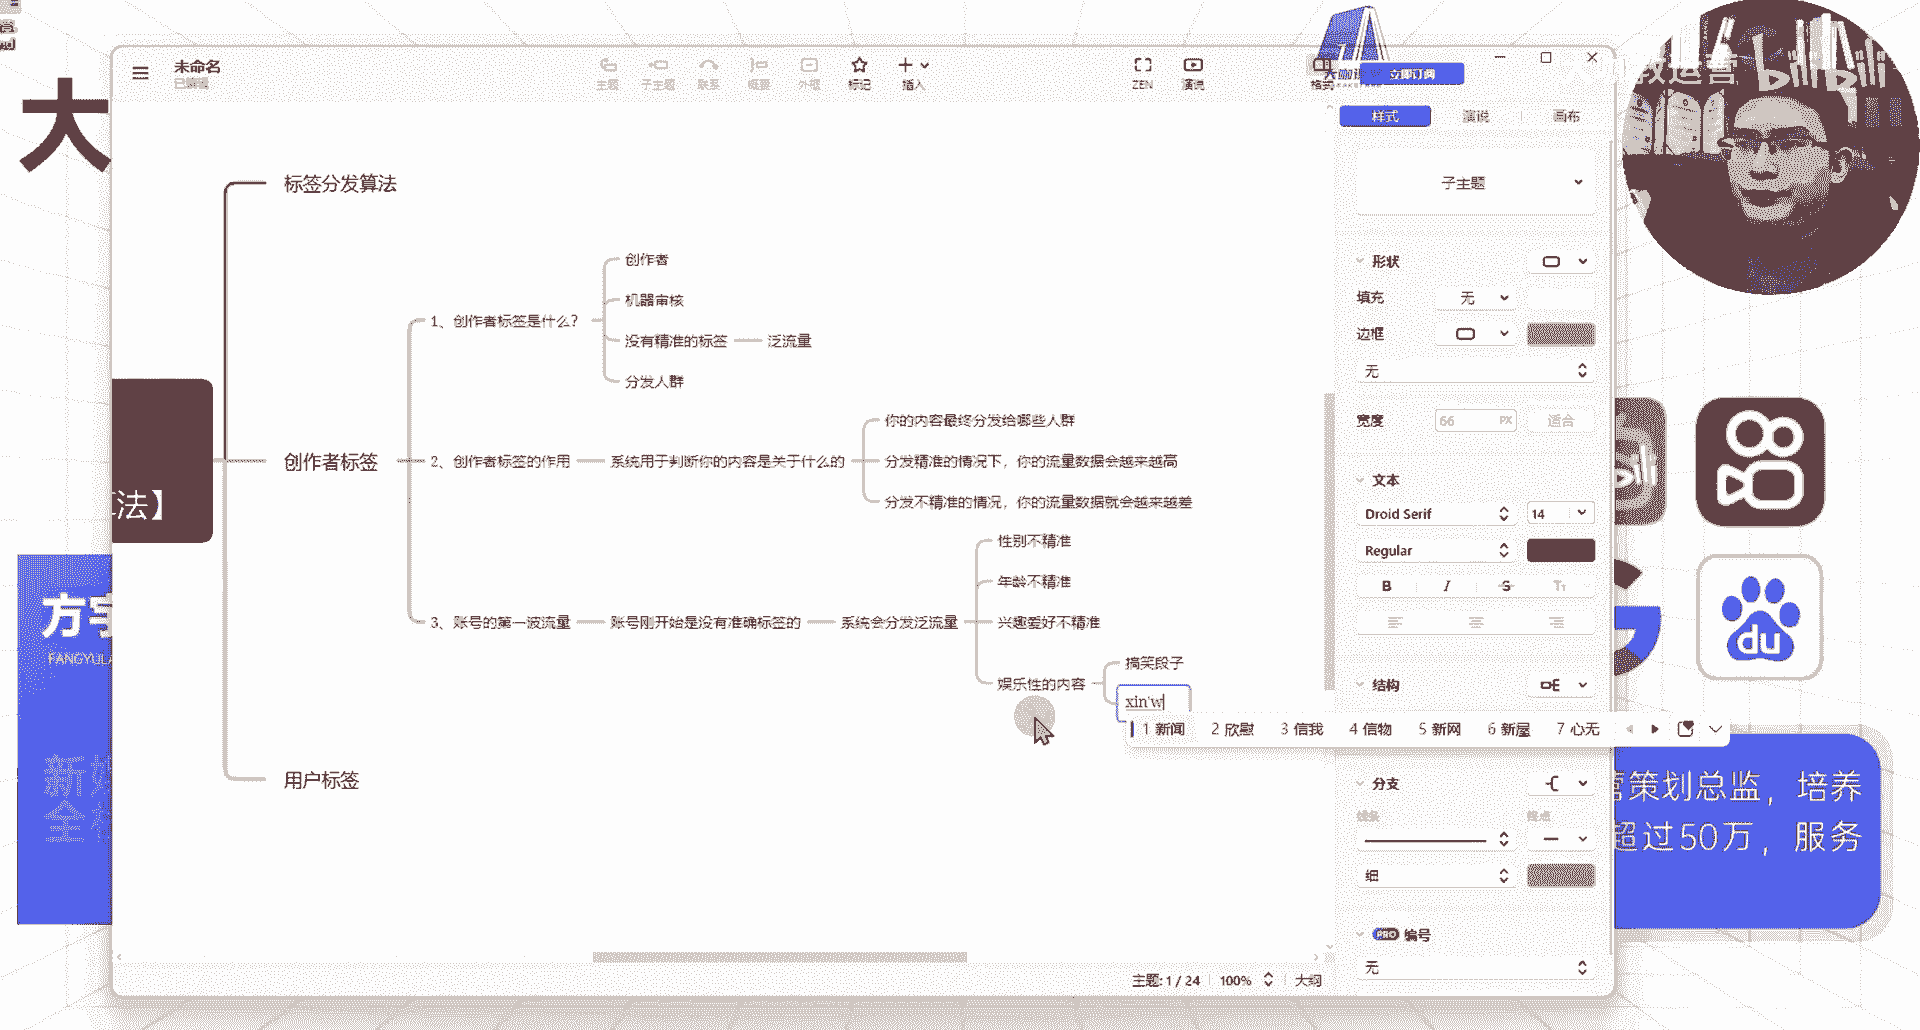 大
未命名
已编辑
主题
子主题
联系
概要
外框
标记
插入
ZEN
演说
格式
立即订阅
教运营
bilibili
样式
演说
画布
标签分发算法
子主题
创作者
机器审核
1、创作者标签是什么？
没有精准的标签
泛流量
分发人群
形状
填充
无
边框
无
宽度
66
PX
适合
你的内容最终分发给哪些人群
创作者标签
2、创作者标签的作用
系统用于判断你的内容是关于什么的
分发精准的情况下，你的流量数据会越来越高
分发不精准的情况，你的流量数据就会越来越差
法】
文本
Droid Serif
14
Regular
B
I
S
性别不精准
年龄不精准
3、账号的第一波流量
账号刚开始是没有准确标签的
系统会分发泛流量
兴趣爱好不精准
娱乐性的内容
搞笑段子
xin'w
1 新闻
2 欣慰
3 信我
4 信物
5 新网
6 新屋
7 心无
结构
用户标签
分支
线条
终点
细
PRO
编号
无
主题: 1 / 24
100%
大纲
方宇
FANGYULA
du
营策划总监，培养
超过50万，服务